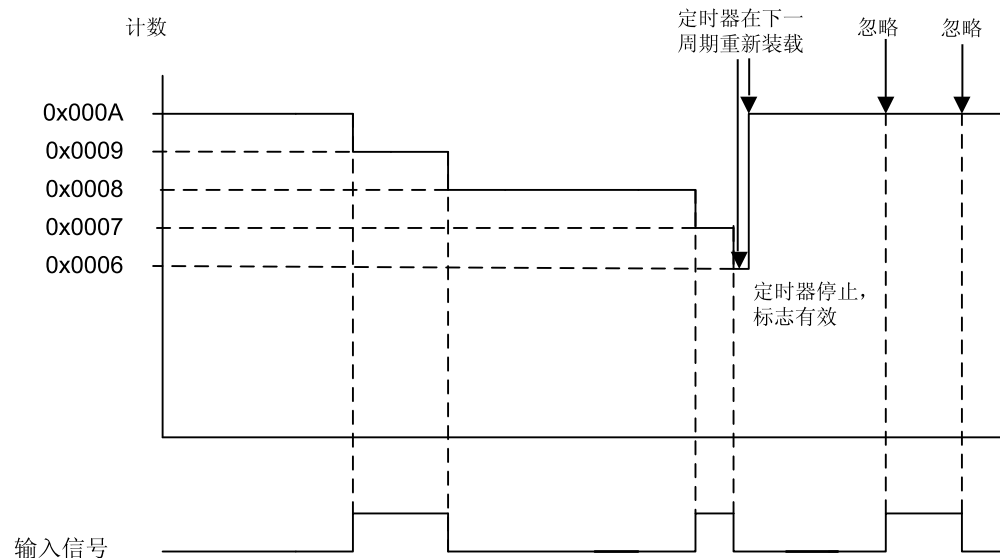 计数
定时器在下一
周期重新装载
忽略
忽略
0x000A
0x0009
0x0008
0x0007
0x0006
定时器停止，
标志有效
输入信号